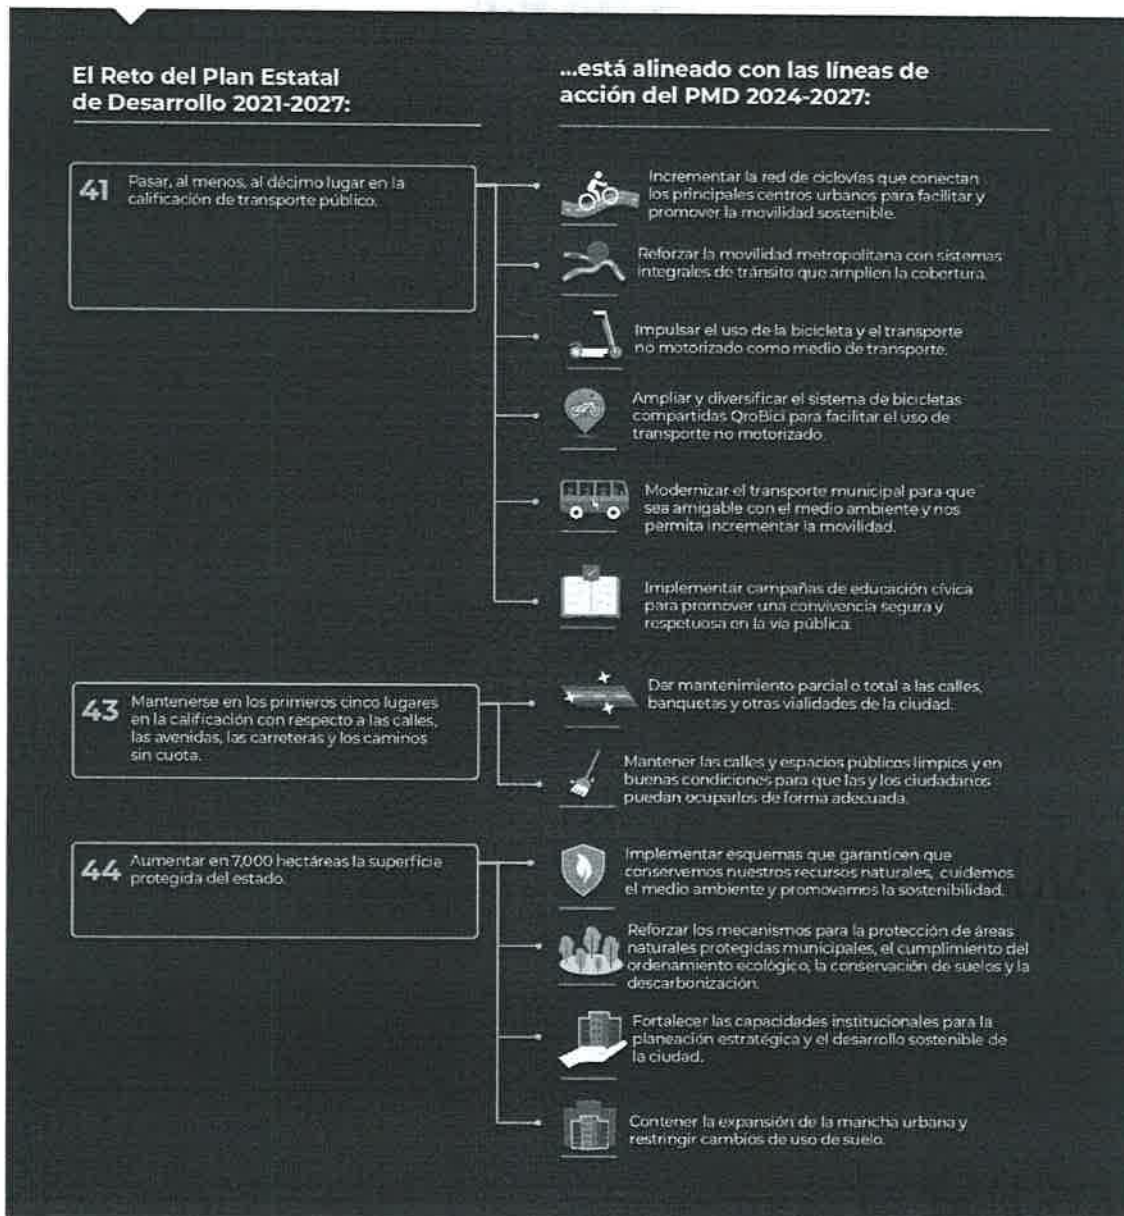 El Reto del Plan Estatal
de Desarrollo 2021-2027:
...está alineado con las líneas de
acción del PMD 2024-2027:
41 Pasar, al menos, al décimo lugar en la
calificación de transporte público.
Incrementar la red de ciclovías que conectan
los principales centros urbanos para facilitar y
promover la movilidad sostenible.
Reforzar la movilidad metropolitana con sistemas
integrales de tránsito que amplíen la cobertura.
Impulsar el uso de la bicicleta y el transporte
no motorizado como medio de transporte.
Ampliar y diversificar el sistema de bicicletas
compartidas QroBici para facilitar el uso de
transporte no motorizado.
Modernizar el transporte municipal para que
sea amigable con el medio ambiente y nos
permita incrementar la movilidad.
Implementar campañas de educación cívica
para promover una convivencia segura y
respetuosa en la vía pública.
43 Mantenerse en los primeros cinco lugares
en la calificación con respecto a las calles,
las avenidas, las carreteras y los caminos
sin cuota.
Dar mantenimiento parcial o total a las calles,
banquetas y otras vialidades de la ciudad.
Mantener las calles y espacios públicos limpios y en
buenas condiciones para que las y los ciudadanos
puedan ocuparlos de forma adecuada.
44 Aumentar en 7,000 hectáreas la superficie
protegida del estado.
Implementar esquemas que garanticen que
conservemos nuestros recursos naturales, cuidemos
el medio ambiente y promovamos la sostenibilidad.
Reforzar los mecanismos para la protección de áreas
naturales protegidas municipales, el cumplimiento del
ordenamiento ecológico, la conservación de suelos y la
descarbonización.
Fortalecer las capacidades institucionales para la
planeación estratégica y el desarrollo sostenible de
la ciudad.
Contener la expansión de la mancha urbana y
restringir cambios de uso de suelo.